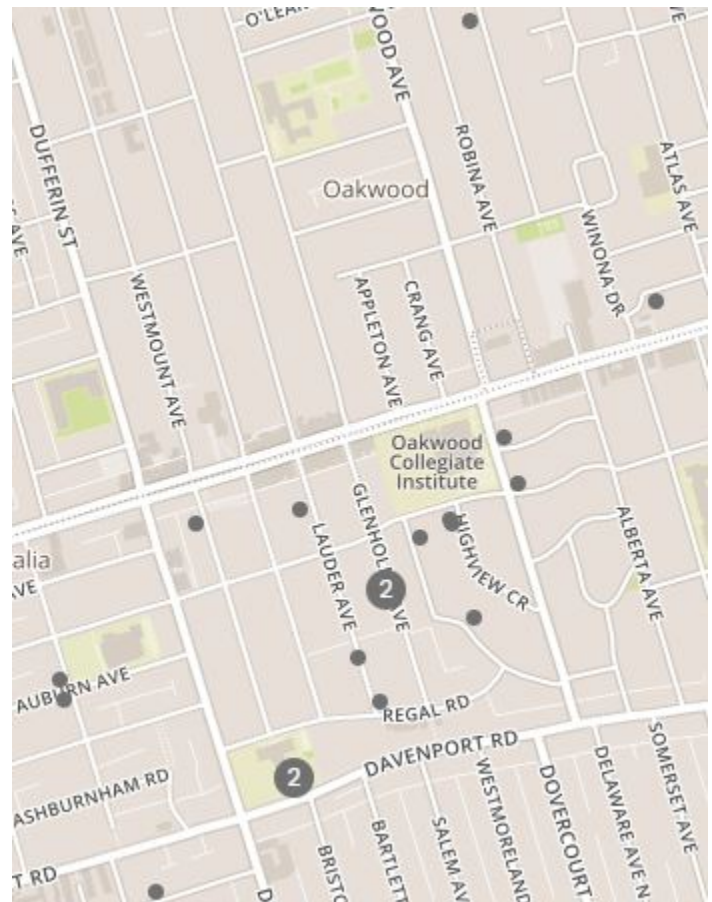 O'LEAR
WOOD AVE
DUFFERIN ST
ROBINA AVE
ATLAS AVE
Oakwood
AVE
WINONA DR
WESTMOUNT AVE
APPLETON AVE
CRANG AVE
Oakwood
Collegiate
Institute
GLENHOL
AVE
HIGHVIEW CR
ALBERTA AVE
LAUDER AVE
alia
AVE
2
AUBURN AVE
REGAL RD
DAVENPORT RD
2
ASHBURNHAM RD
WESTMORELAND
DOVERCOURT
DELAWARE AVE N
SOMERSET AVE
T RD
BRISTO
BARTLETT
SALEM AV
D